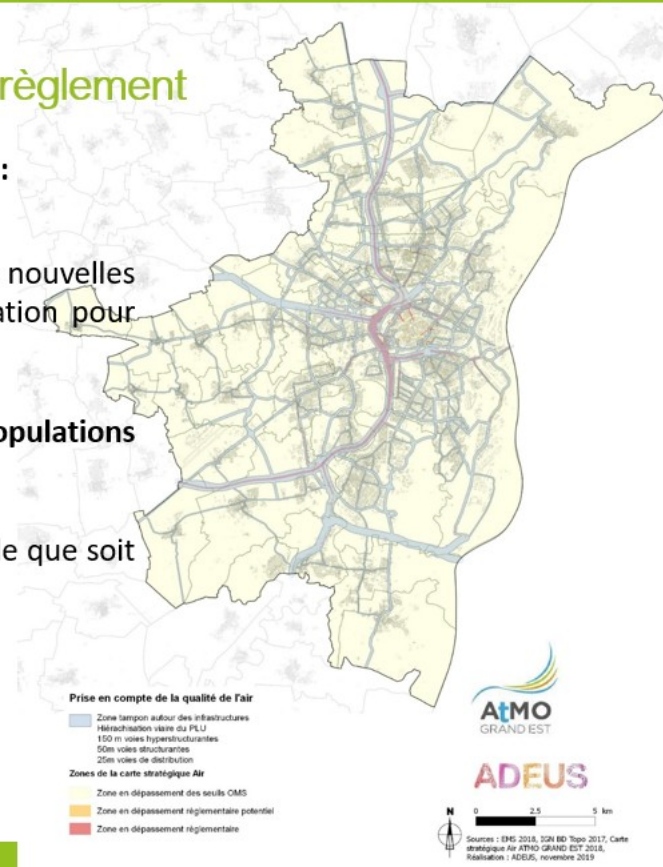 règlement
:
nouvelles
ation pour
opulations
le que soit
Prise en compte de la qualité de l'air
Zone tampon autour des infrastructures
Hiérachisation viaire du PLU
150 m voies hyperstructurantes
50m voies structurantes
25m voies de distribution
Zones de la carte stratégique Air
Zone en dépassement des seuils OMS
Zone en dépassement réglementaire potentiel
Zone en dépassement réglementaire
AtMO
GRAND EST
ADEUS
N
0 2.5 5 km
Sources : EMS 2018, IGN BD Topo 2017, Carte
stratégique Air ATMO GRAND EST 2018,
Réalisation : ADEUS, novembre 2019